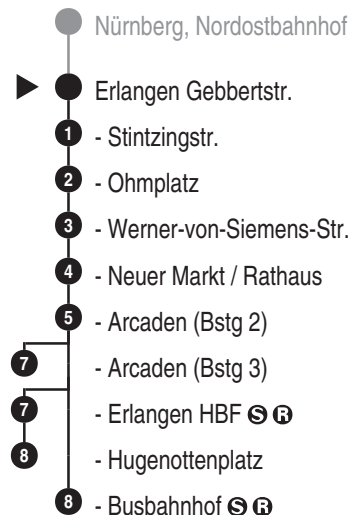 Nürnberg, Nordostbahnhof
Erlangen Gebbertstr.
1 - Stintzingstr.
2 - Ohmplatz
3 - Werner-von-Siemens-Str.
4 - Neuer Markt / Rathaus
5 - Arcaden (Bstg 2)
7 - Arcaden (Bstg 3)
7 - Erlangen HBF S R
8 - Hugenottenplatz
8 - Busbahnhof S R